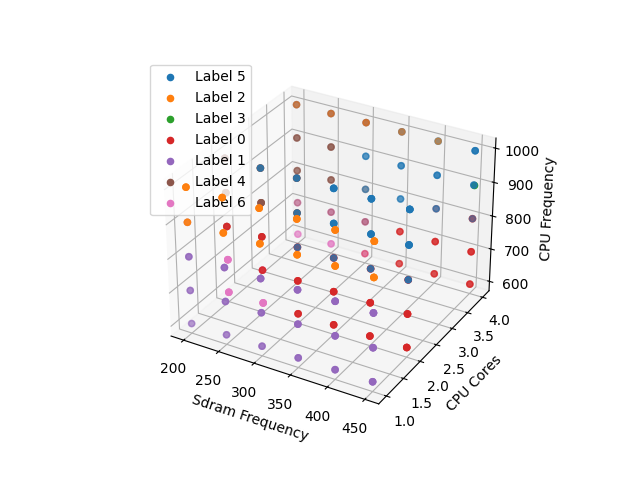 Label 5
Label 2
Label 3
Label 0
Label 1
Label 4
Label 6
1000
900
800
700
600
CPU Frequency
4.0
3.5
3.0
2.5
2.0
1.5
1.0
CPU Cores
200
250
300
350
400
450
Sdram Frequency